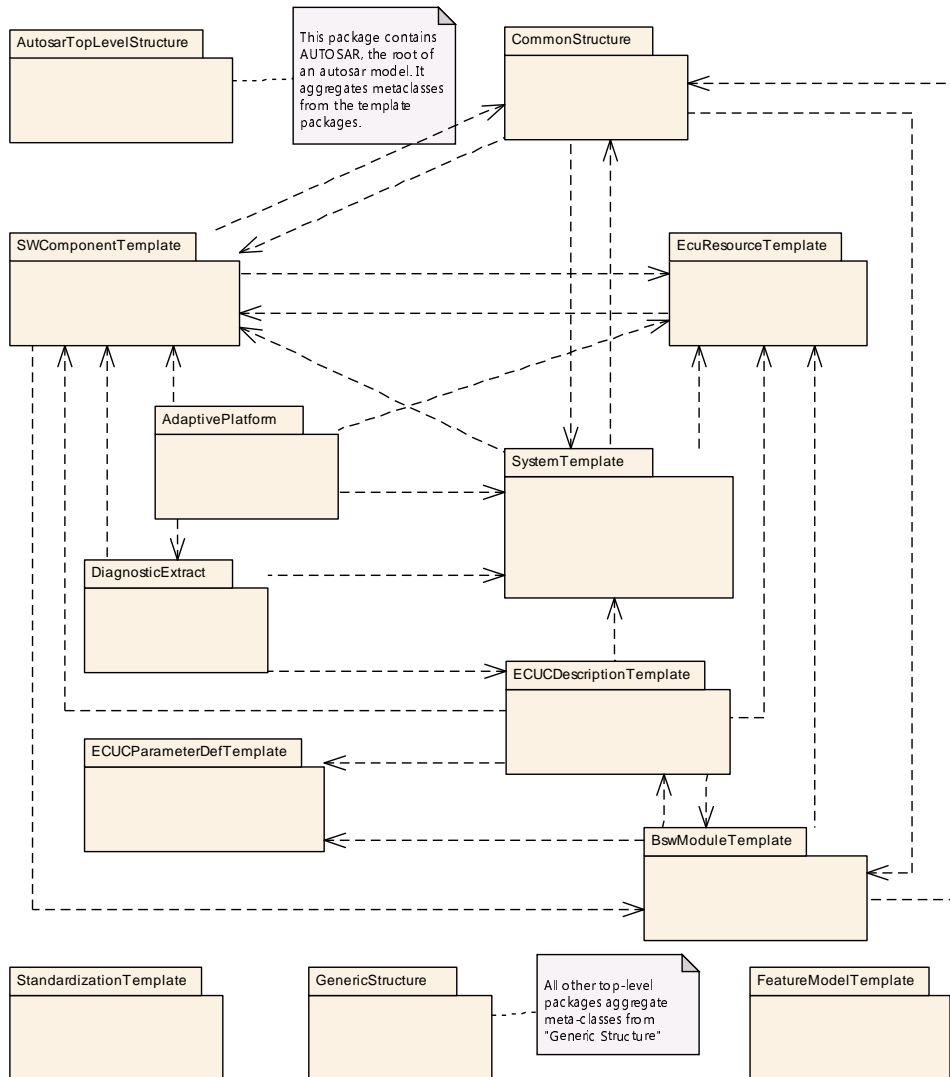 AutosarTopLevelStructure
This package contains
AUTOSAR, the root of
an autosar model. It
aggregates metaclasses
from the template
packages.
CommonStructure
SWComponentTemplate
EcuResourceTemplate
AdaptivePlatform
SystemTemplate
DiagnosticExtract
ECUCDescriptionTemplate
ECUCParameterDefTemplate
BswModuleTemplate
StandardizationTemplate
GenericStructure
All other top-level
packages aggregate
meta-classes from
"Generic Structure"
FeatureModelTemplate